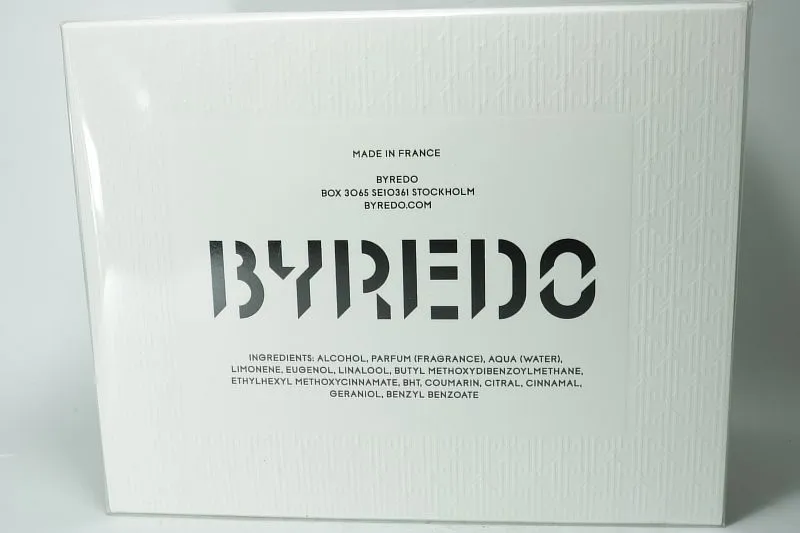 MADE IN FRANCE
BYREDO
BOX 3065 SE10361 STOCKHOLM
BYREDO.COM
BYREDO
INGREDIENTS: ALCOHOL, PARFUM (FRAGRANCE), AQUA (WATER),
LIMONENE, EUGENOL, LINALOOL, BUTYL METHOXYDIBENZOYLMETHANE,
ETHYLHEXYL METHOXYCINNAMATE, BHT, COUMARIN, CITRAL, CINNAMAL,
GERANIOL, BENZYL BENZOATE